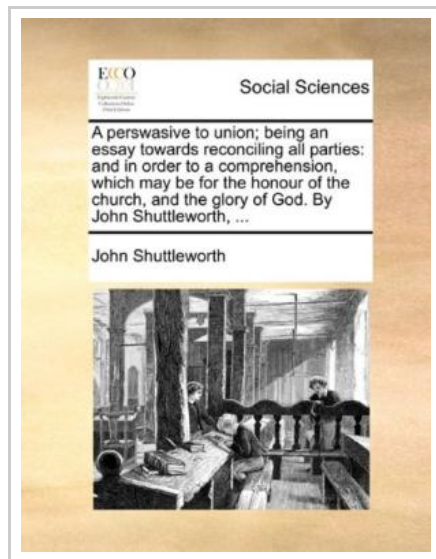 ECCO
Social Sciences
A perswasive to union; being an
essay towards reconciling all parties:
and in order to a comprehension,
which may be for the honour of the
church, and the glory of God. By
John Shuttleworth, ...
John Shuttleworth